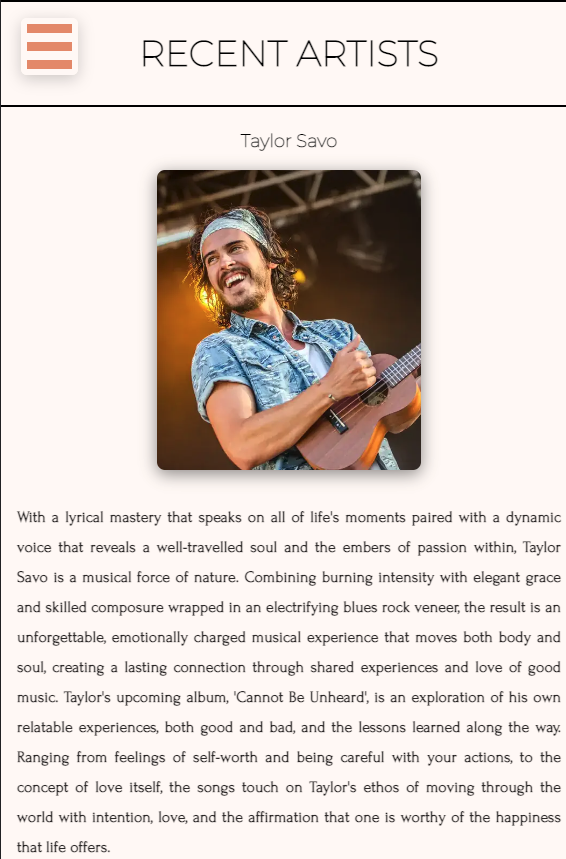 RECENT ARTISTS
Taylor Savo
With a lyrical mastery that speaks on all of life's moments paired with a dynamic
voice that reveals a well-travelled soul and the embers of passion within, Taylor
Savo is a musical force of nature. Combining burning intensity with elegant grace
and skilled composure wrapped in an electrifying blues rock veneer, the result is an
unforgettable, emotionally charged musical experience that moves both body and
soul, creating a lasting connection through shared experiences and love of good
music. Taylor's upcoming album, 'Cannot Be Unheard', is an exploration of his own
relatable experiences, both good and bad, and the lessons learned along the way.
Ranging from feelings of self-worth and being careful with your actions, to the
concept of love itself, the songs touch on Taylor's ethos of moving through the
world with intention, love, and the affirmation that one is worthy of the happiness
that life offers.